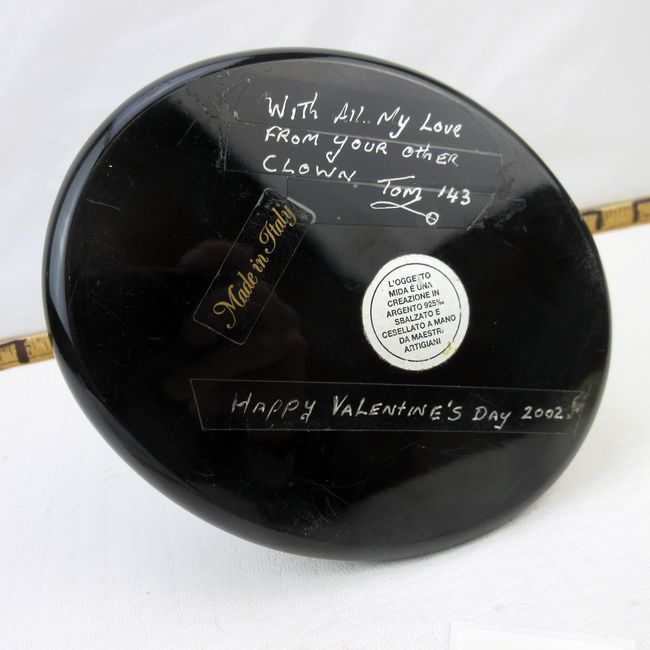 With All My Love
FROM YOUR OTHER
CLOWN TOM 143
Made in Italy
L'OGGETTO
MIDA È UNA
CREAZIONE IN
ARGENTO 925‰
SBALZATO E
CESELLATO A MANO
DA MAESTRI
ARTIGIANI
HAPPY VALENTINE'S DAY 2002